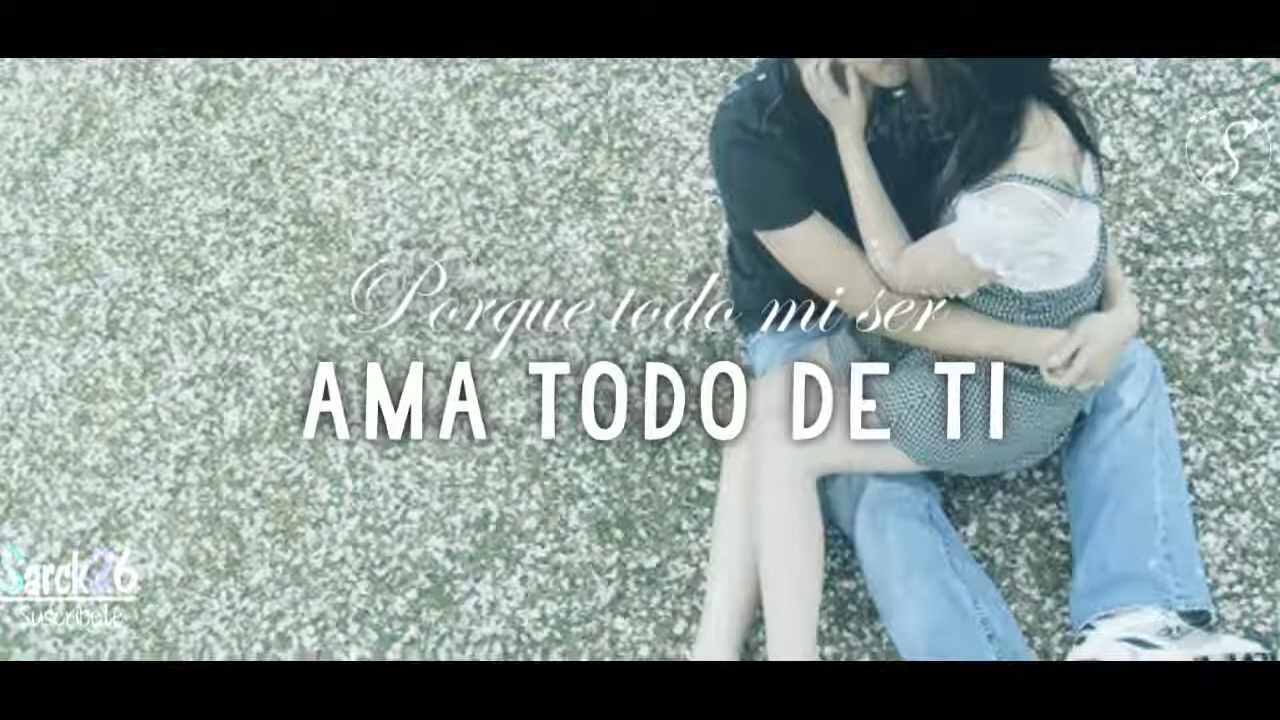 S
Porque todo mi ser
AMA TODO DE TI
Sarck26
suscribete